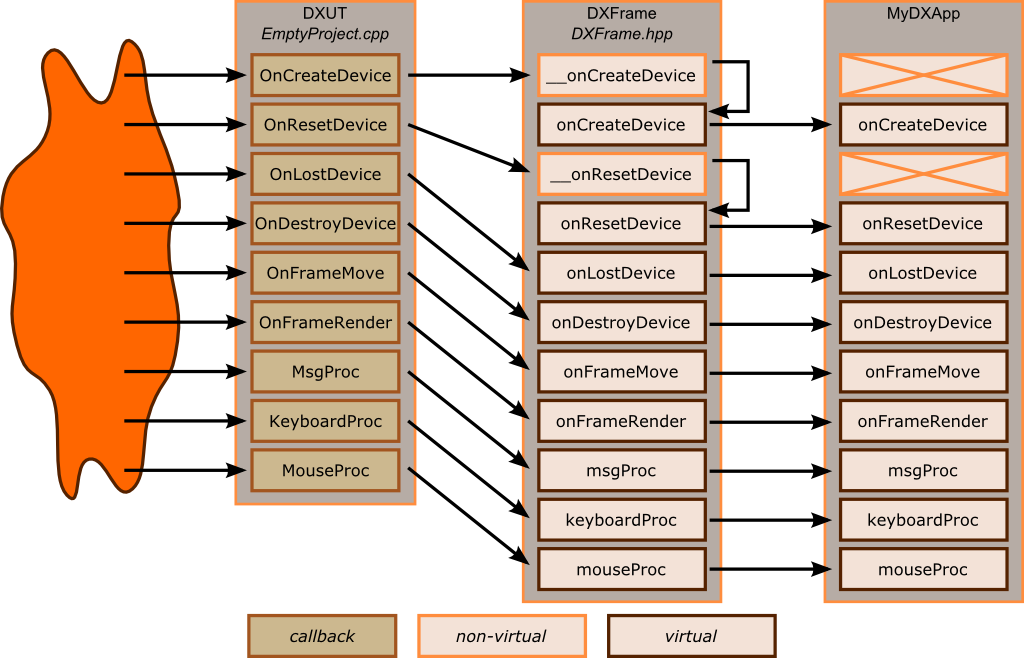 DXUT
EmptyProject.cpp
OnCreateDevice
OnResetDevice
OnLostDevice
OnDestroyDevice
OnFrameMove
OnFrameRender
MsgProc
KeyboardProc
MouseProc
DXFrame
DXFrame.hpp
__onCreateDevice
onCreateDevice
__onResetDevice
onResetDevice
onLostDevice
onDestroyDevice
onFrameMove
onFrameRender
msgProc
keyboardProc
mouseProc
MyDXApp
onCreateDevice
onResetDevice
onLostDevice
onDestroyDevice
onFrameMove
onFrameRender
msgProc
keyboardProc
mouseProc
callback
non-virtual
virtual